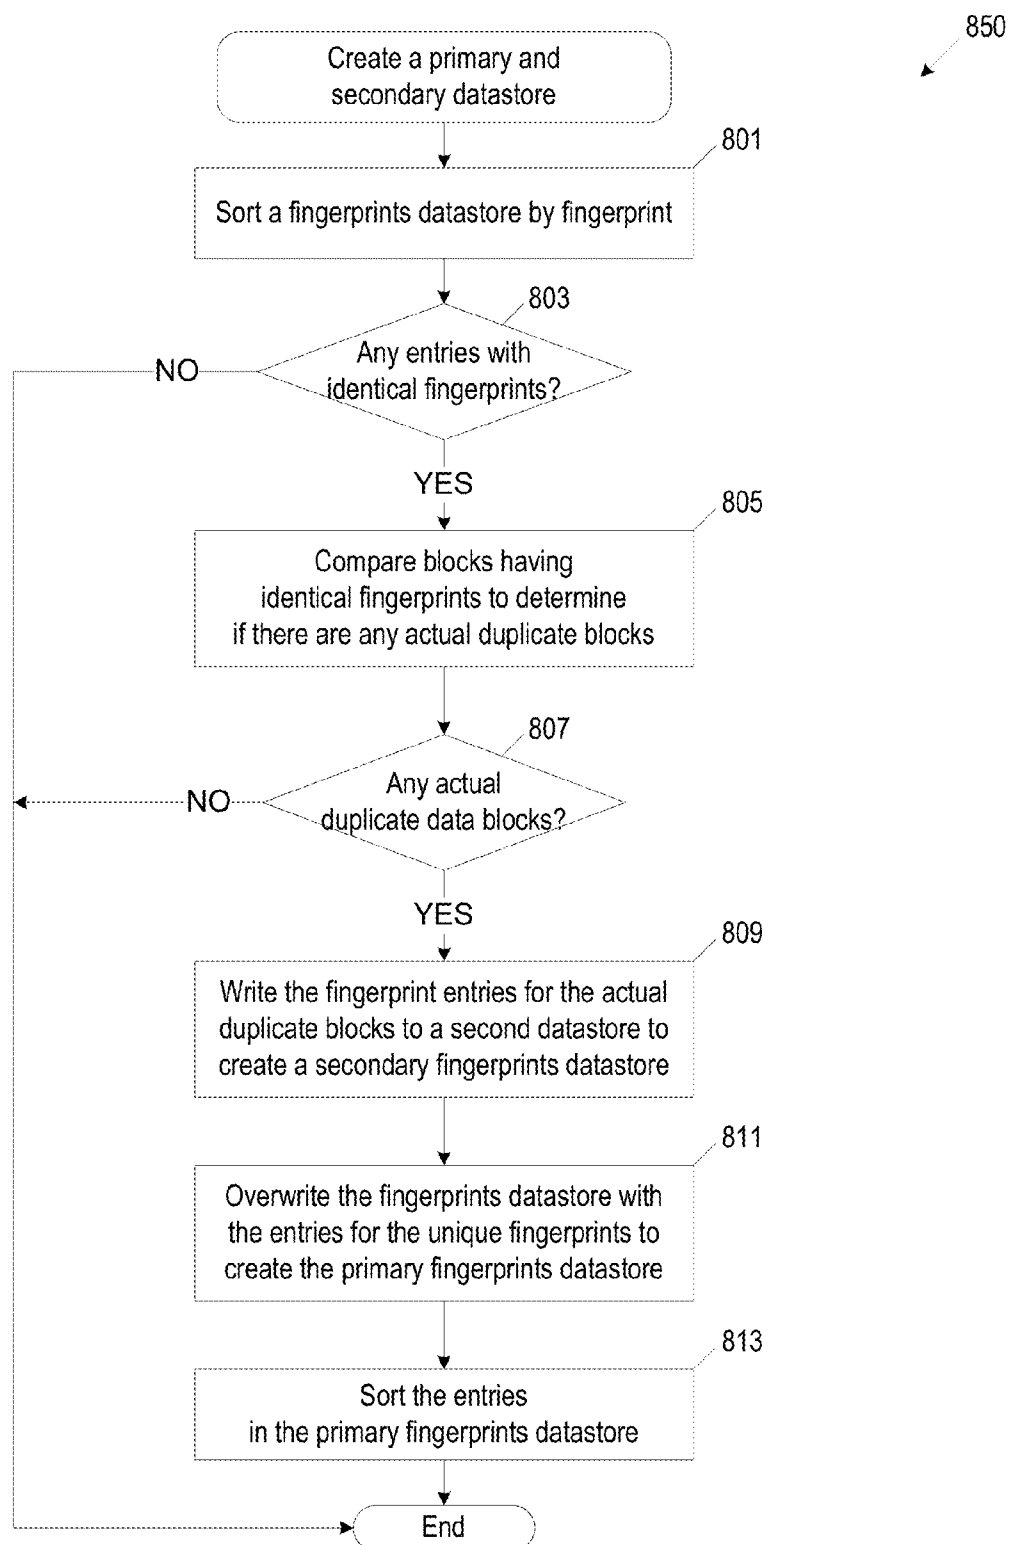 850
Create a primary and
secondary datastore
801
Sort a fingerprints datastore by fingerprint
803
Any entries with
identical fingerprints?
NO
YES
805
Compare blocks having
identical fingerprints to determine
if there are any actual duplicate blocks
807
Any actual
duplicate data blocks?
NO
YES
809
Write the fingerprint entries for the actual
duplicate blocks to a second datastore to
create a secondary fingerprints datastore
811
Overwrite the fingerprints datastore with
the entries for the unique fingerprints to
create the primary fingerprints datastore
813
Sort the entries
in the primary fingerprints datastore
End